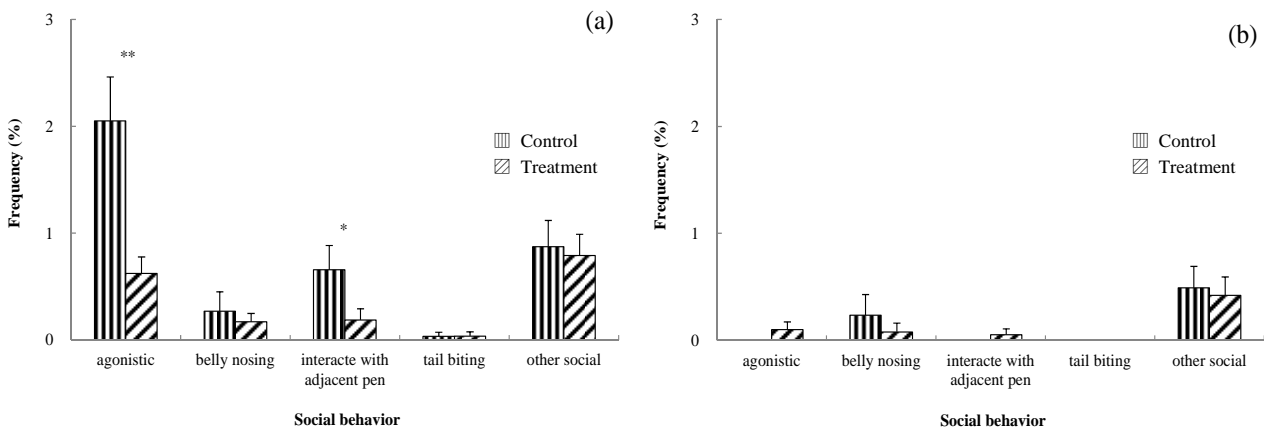 (a)
3
2
1
0
Frequency (%)
**
*
Control
Treatment
agonistic
belly nosing
interacte with
adjacent pen
tail biting
other social
Social behavior
(b)
3
2
1
0
Frequency (%)
Control
Treatment
agonistic
belly nosing
interacte with
adjacent pen
tail biting
other social
Social behavior